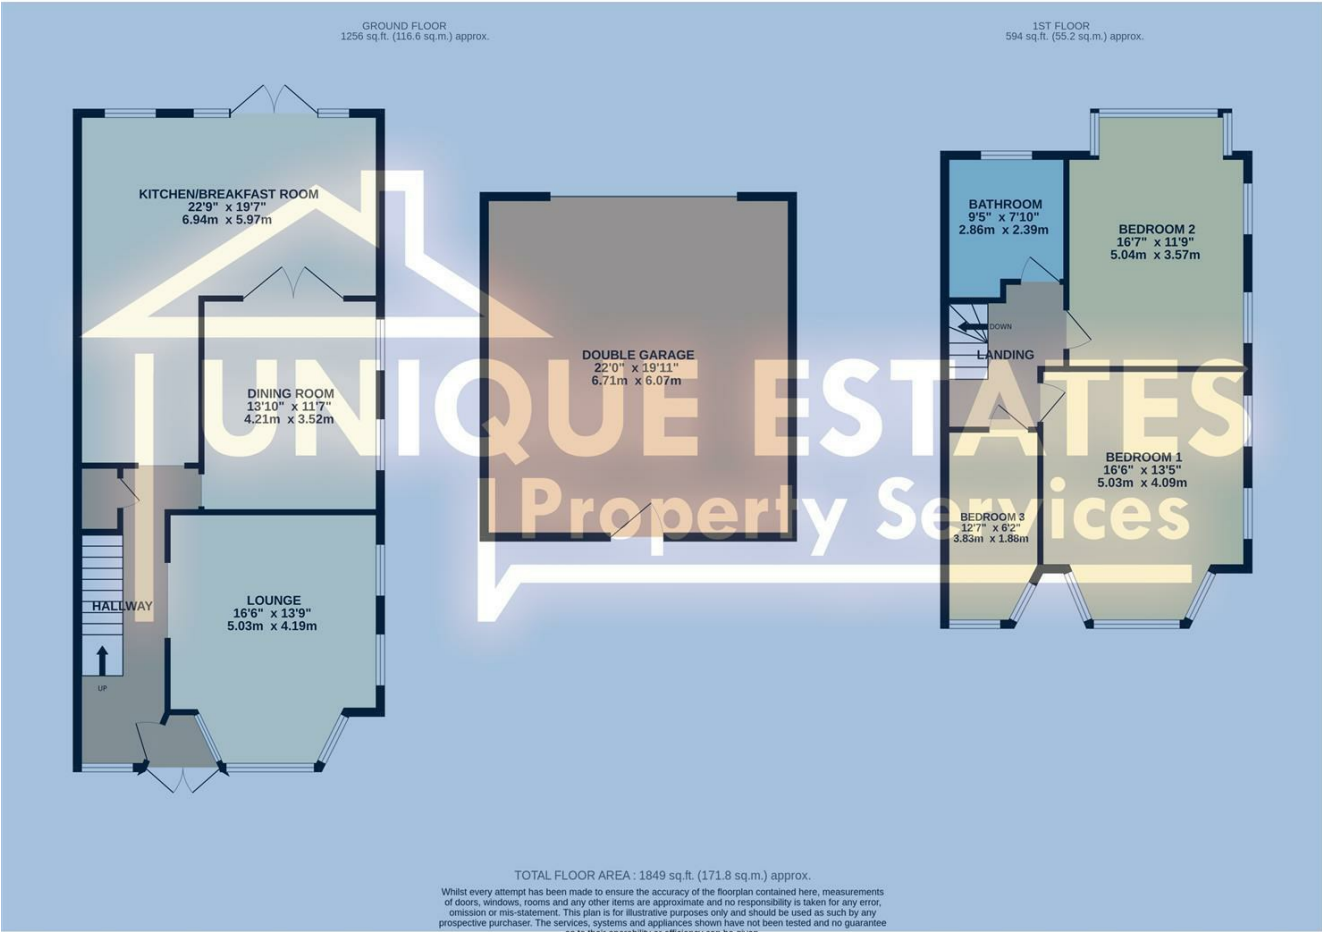 GROUND FLOOR
1256 sq.ft. (116.6 sq.m.) approx.
1ST FLOOR
594 sq.ft. (55.2 sq.m.) approx.
KITCHEN/BREAKFAST ROOM
22'9" x 19'7"
6.94m x 5.97m
BATHROOM
9'5" x 7'10"
2.86m x 2.39m
BEDROOM 2
16'7" x 11'9"
5.04m x 3.57m
DOWN
LANDING
DOUBLE GARAGE
22'0" x 19'11"
6.71m x 6.07m
DINING ROOM
13'10" x 11'7"
4.21m x 3.52m
UNIQUE ESTATES
Property Services
BEDROOM 1
16'6" x 13'5"
5.03m x 4.09m
BEDROOM 3
12'7" x 6'2"
3.83m x 1.88m
HALLWAY
LOUNGE
16'6" x 13'9"
5.03m x 4.19m
UP
TOTAL FLOOR AREA : 1849 sq.ft. (171.8 sq.m.) approx.
Whilst every attempt has been made to ensure the accuracy of the floorplan contained here, measurements
of doors, windows, rooms and any other items are approximate and no responsibility is taken for any error,
omission or mis-statement. This plan is for illustrative purposes only and should be used as such by any
prospective purchaser. The services, systems and appliances shown have not been tested and no guarantee